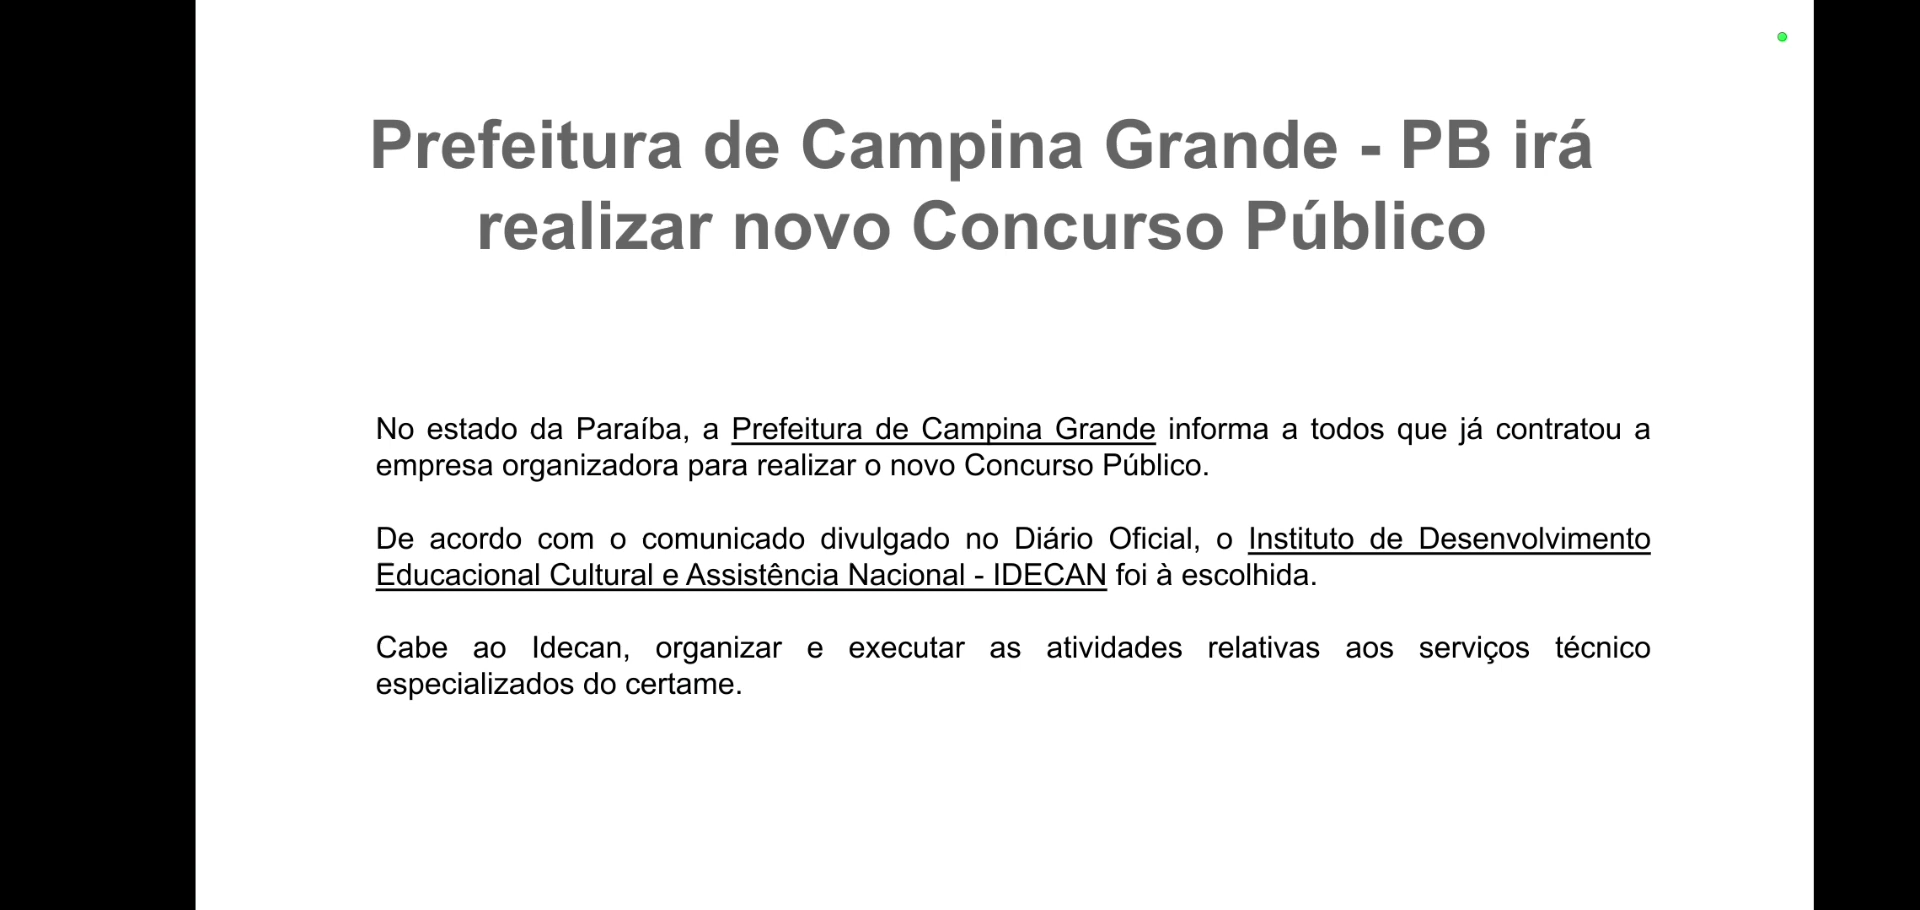 Prefeitura de Campina Grande - PB irá
realizar novo Concurso Público
No estado da Paraíba, a Prefeitura de Campina Grande informa a todos que já contratou a
empresa organizadora para realizar o novo Concurso Público.
De acordo com o comunicado divulgado no Diário Oficial, o Instituto de Desenvolvimento
Educacional Cultural e Assistência Nacional - IDECAN foi à escolhida.
Cabe ao Idecan, organizar e executar as atividades relativas aos serviços técnico
especializados do certame.